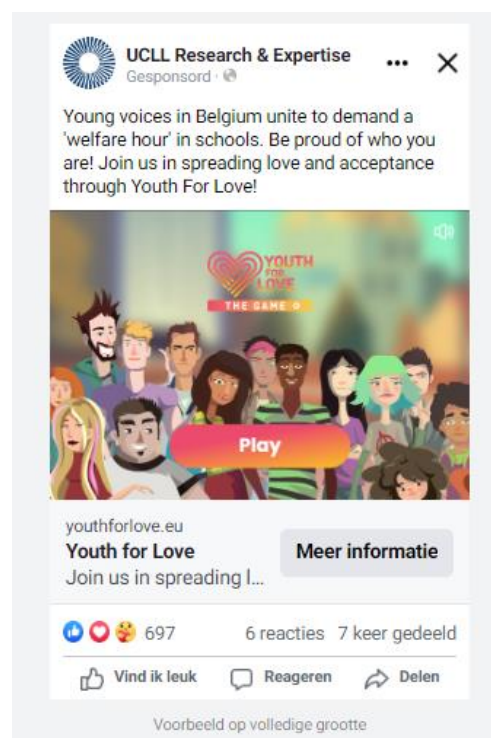 UCLL Research & Expertise
Gesponsord ·
Young voices in Belgium unite to demand a
'welfare hour' in schools. Be proud of who you
are! Join us in spreading love and acceptance
through Youth For Love!
YOUTH
FOR
LOVE
THE GAME
Play
youthforlove.eu
Youth for Love
Meer informatie
Join us in spreading l...
697
6 reacties 7 keer gedeeld
Vind ik leuk Reageren Delen
Voorbeeld op volledige grootte